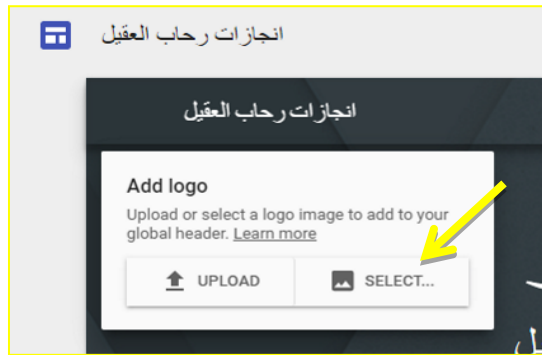 انجازات رحاب العقيل
انجازات رحاب العقيل
Add logo
Upload or select a logo image to add to your
global header. Learn more
UPLOAD
SELECT...